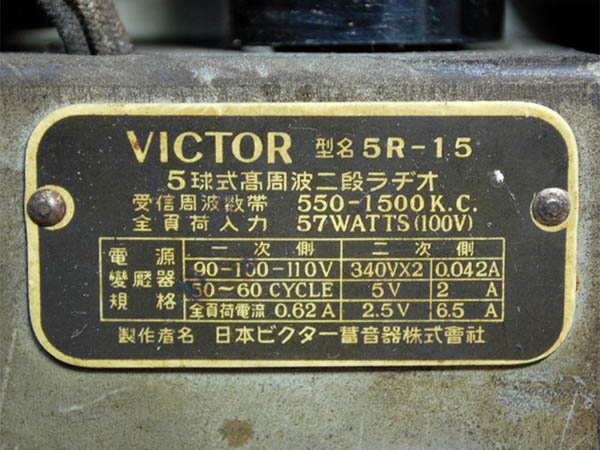 VICTOR 型名 5R-15
5球式高周波二段ラヂオ
受信周波数帶 550-1500K.C.
全負荷入力 57WATTS(100V)
電源 一次側 二次側
變壓器 90-100-110V 340VX2 0.042A
規格 50~60 CYCLE 5V 2 A
全負荷電流 0.62A 2.5V 6.5 A
製作者名 日本ビクター蓄音器株式會社